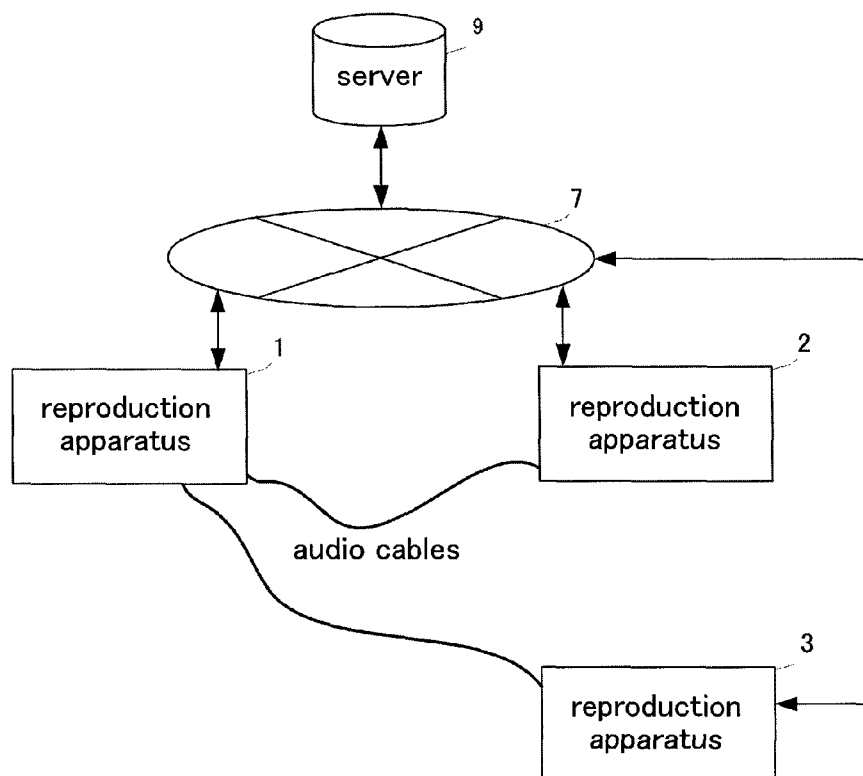 9
server
7
1
reproduction
apparatus
2
reproduction
apparatus
audio cables
3
reproduction
apparatus